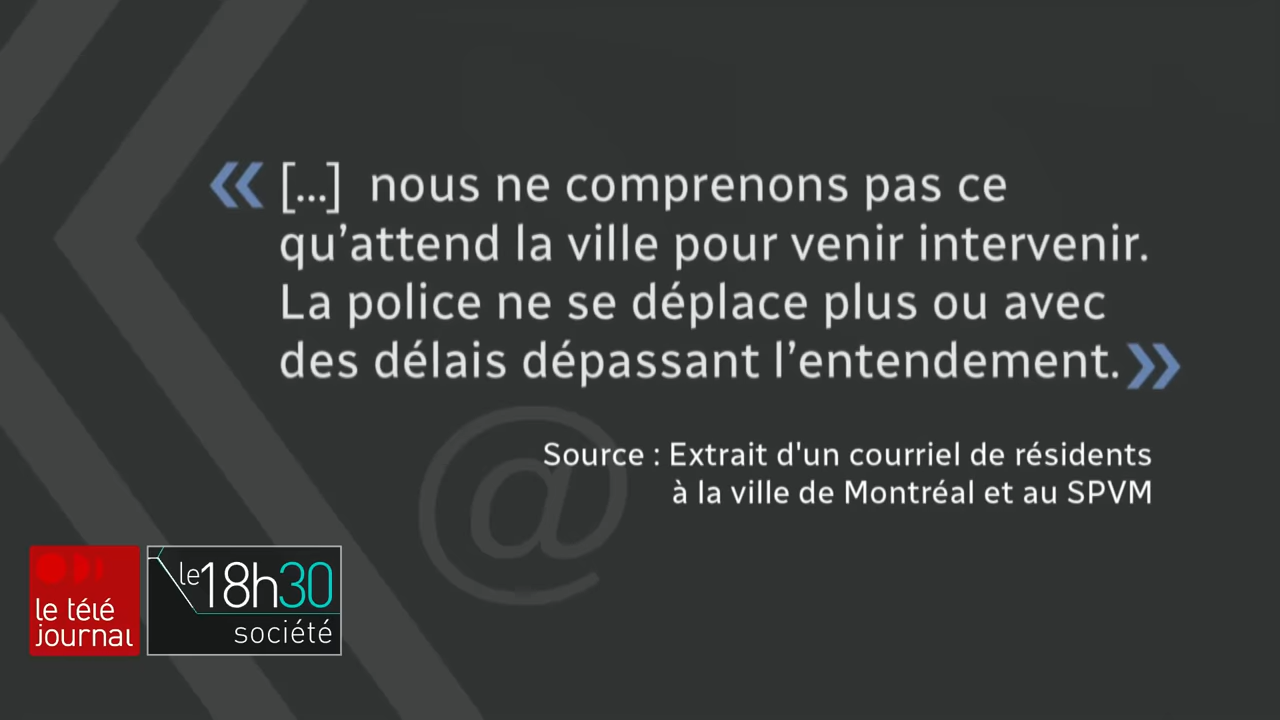 « [...] nous ne comprenons pas ce
qu’attend la ville pour venir intervenir.
La police ne se déplace plus ou avec
des délais dépassant l’entendement. »
@
Source : Extrait d'un courriel de résidents
à la ville de Montréal et au SPVM
le télé
journal
le 18h30
société